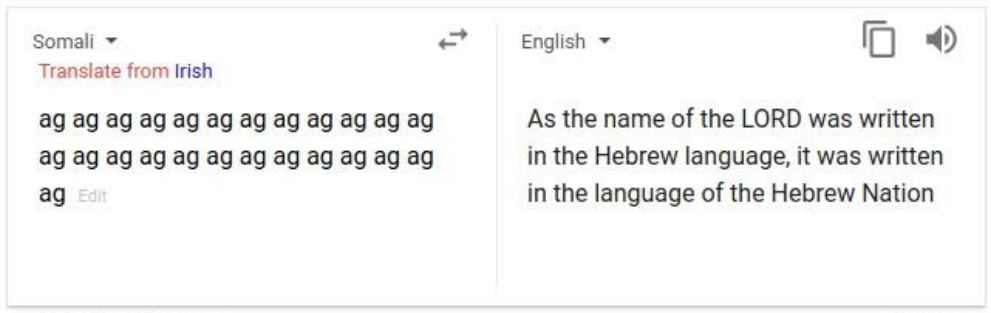 Somali
English
Translate from Irish
ag ag ag ag ag ag ag ag ag ag ag ag
ag ag ag ag ag ag ag ag ag ag ag ag
ag Edit
As the name of the LORD was written
in the Hebrew language, it was written
in the language of the Hebrew Nation